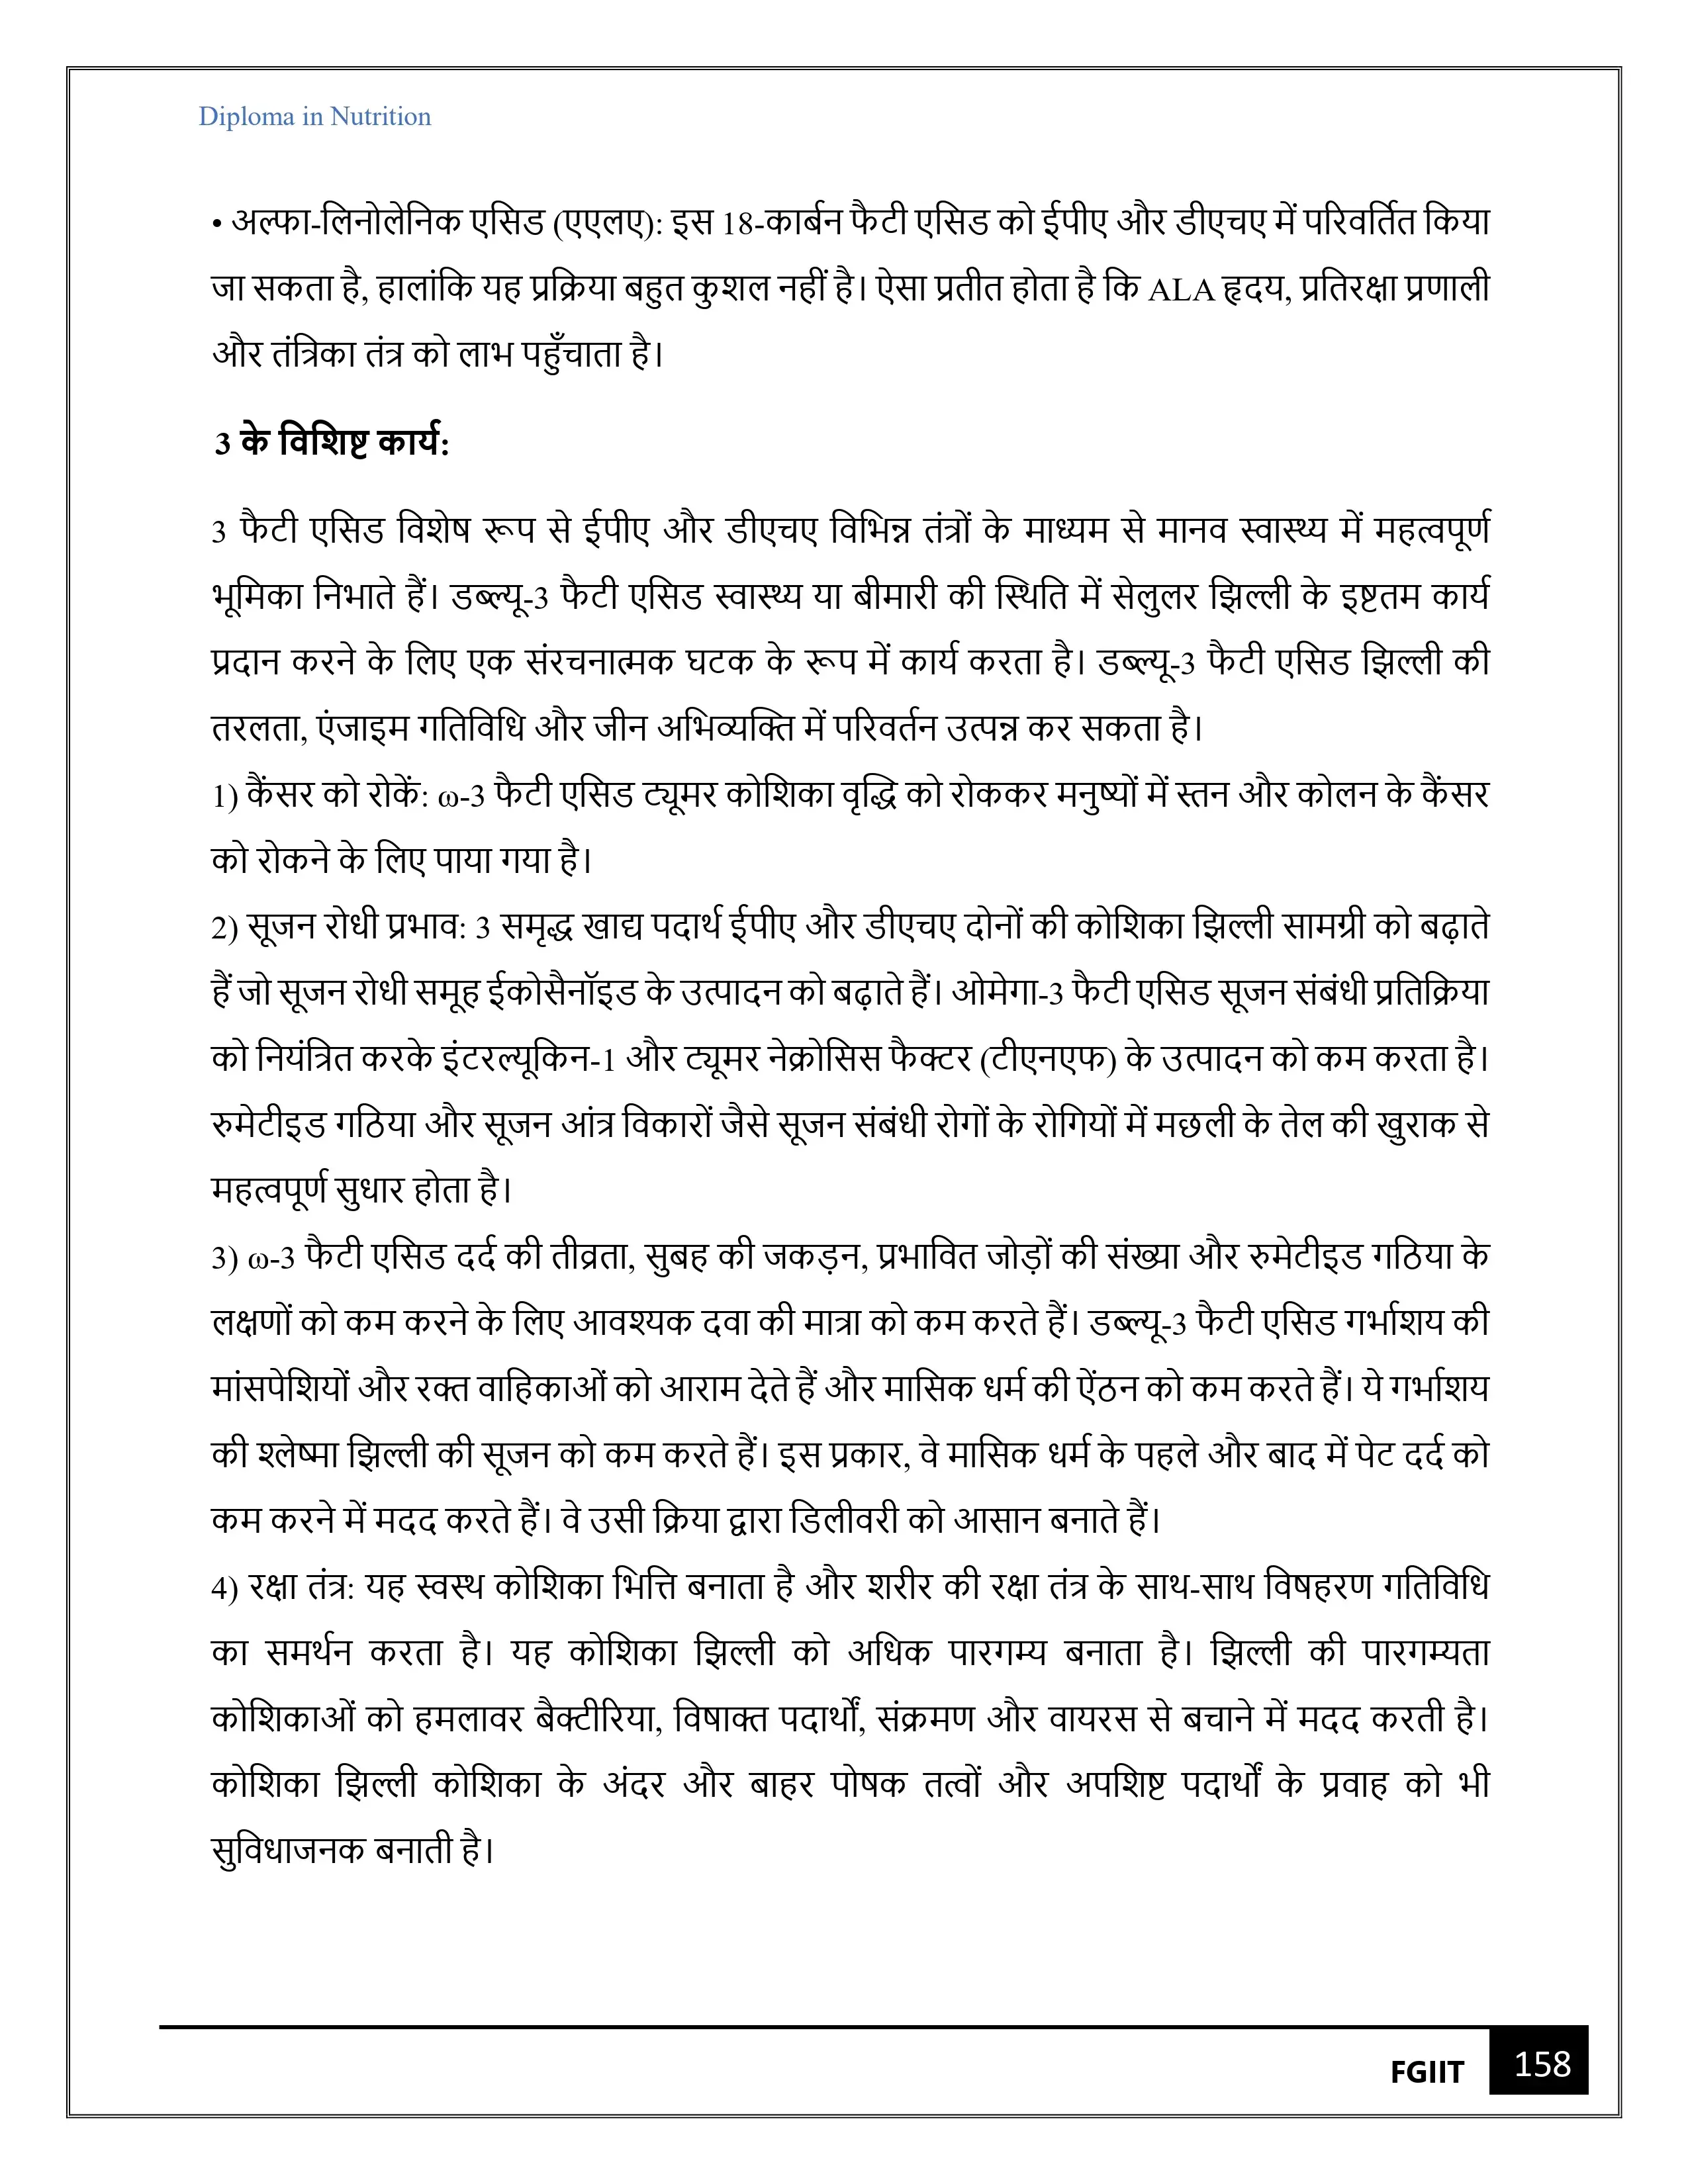 Diploma in Nutrition
• अल्फा-लिनोलेनिक एसिड (एएलए): इस 18-कार्बन फैटी एसिड को ईपीए और डीएचए में परिवर्तित किया
जा सकता है, हालांकि यह प्रक्रिया बहुत कुशल नहीं है। ऐसा प्रतीत होता है कि ALA हृदय, प्रतिरक्षा प्रणाली
और तंत्रिका तंत्र को लाभ पहुँचाता है।
3 के विशिष्ट कार्य:
3 फैटी एसिड विशेष रूप से ईपीए और डीएचए विभिन्न तंत्रों के माध्यम से मानव स्वास्थ्य में महत्वपूर्ण
भूमिका निभाते हैं। डब्ल्यू-3 फैटी एसिड स्वास्थ्य या बीमारी की स्थिति में सेलुलर झिल्ली के इष्टतम कार्य
प्रदान करने के लिए एक संरचनात्मक घटक के रूप में कार्य करता है। डब्ल्यू-3 फैटी एसिड झिल्ली की
तरलता, एंजाइम गतिविधि और जीन अभिव्यक्ति में परिवर्तन उत्पन्न कर सकता है।
1) कैंसर को रोकें: ω-3 फैटी एसिड ट्यूमर कोशिका वृद्धि को रोककर मनुष्यों में स्तन और कोलन के कैंसर
को रोकने के लिए पाया गया है।
2) सूजन रोधी प्रभाव: 3 समृद्ध खाद्य पदार्थ ईपीए और डीएचए दोनों की कोशिका झिल्ली सामग्री को बढ़ाते
हैं जो सूजन रोधी समूह ईकोसैनॉइड के उत्पादन को बढ़ाते हैं। ओमेगा-3 फैटी एसिड सूजन संबंधी प्रतिक्रिया
को नियंत्रित करके इंटरल्यूकिन-1 और ट्यूमर नेक्रोसिस फैक्टर (टीएनएफ) के उत्पादन को कम करता है।
रुमेटीइड गठिया और सूजन आंत्र विकारों जैसे सूजन संबंधी रोगों के रोगियों में मछली के तेल की खुराक से
महत्वपूर्ण सुधार होता है।
3) ω-3 फैटी एसिड दर्द की तीव्रता, सुबह की जकड़न, प्रभावित जोड़ों की संख्या और रुमेटीइड गठिया के
लक्षणों को कम करने के लिए आवश्यक दवा की मात्रा को कम करते हैं। डब्ल्यू-3 फैटी एसिड गर्भाशय की
मांसपेशियों और रक्त वाहिकाओं को आराम देते हैं और मासिक धर्म की ऐंठन को कम करते हैं। ये गर्भाशय
की श्लेष्मा झिल्ली की सूजन को कम करते हैं। इस प्रकार, वे मासिक धर्म के पहले और बाद में पेट दर्द को
कम करने में मदद करते हैं। वे उसी क्रिया द्वारा डिलीवरी को आसान बनाते हैं।
4) रक्षा तंत्र: यह स्वस्थ कोशिका भित्ति बनाता है और शरीर की रक्षा तंत्र के साथ-साथ विषहरण गतिविधि
का समर्थन करता है। यह कोशिका झिल्ली को अधिक पारगम्य बनाता है। झिल्ली की पारगम्यता
कोशिकाओं को हमलावर बैक्टीरिया, विषाक्त पदार्थों, संक्रमण और वायरस से बचाने में मदद करती है।
कोशिका झिल्ली कोशिका के अंदर और बाहर पोषक तत्वों और अपशिष्ट पदार्थों के प्रवाह को भी
सुविधाजनक बनाती है।
FGIIT 158